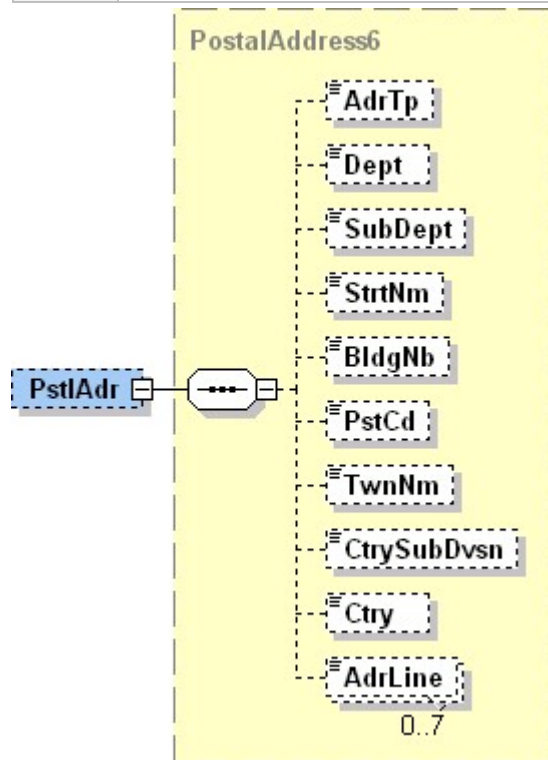 PostalAddress6
AdrTp
Dept
SubDept
StrtNm
BldgNb
PstlAdr
PstCd
TwnNm
CtrySubDvsn
Ctry
AdrLine
0..7